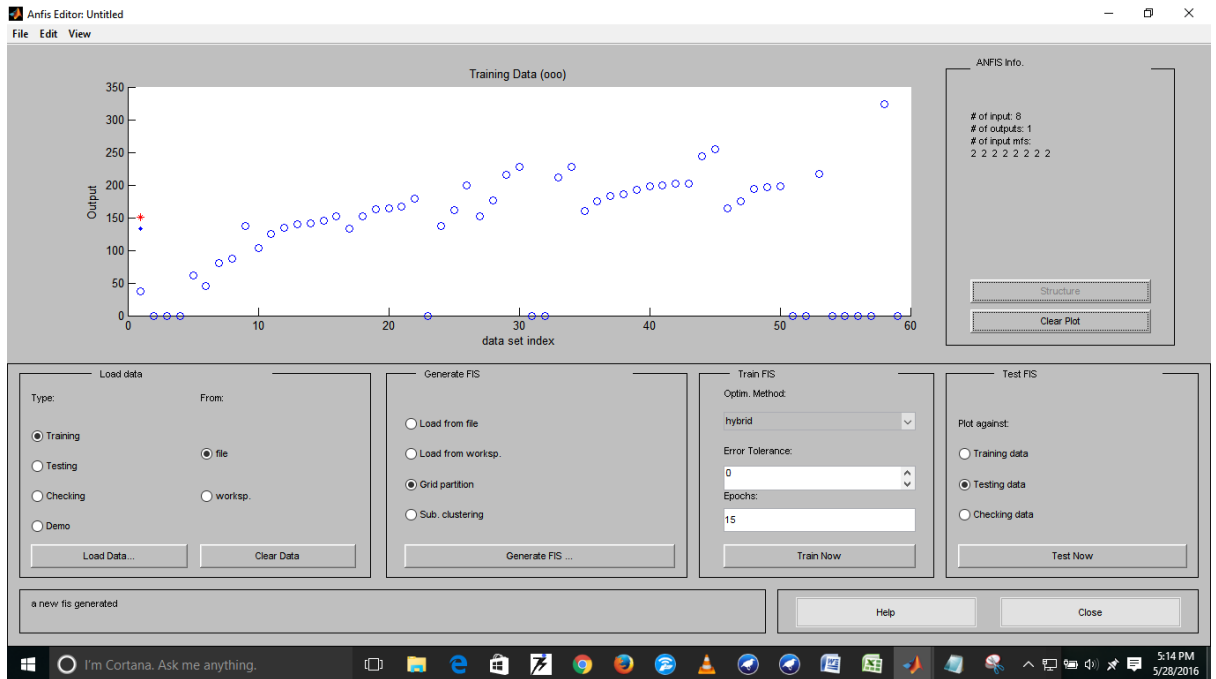 Anfis Editor: Untitled
File Edit View
Training Data (ooo)
350
300
250
200
150
100
50
0
Output
0 10 20 30 40 50 60
data set index
ANFIS Info.
# of input: 8
# of outputs: 1
# of input mfs:
2 2 2 2 2 2 2 2
Structure
Clear Plot
Load data
Type:
From:
Training
Testing
Checking
Demo
file
worksp.
Load Data...
Clear Data
Generate FIS
Load from file
Load from worksp.
Grid partition
Sub. clustering
Generate FIS ...
Train FIS
Optim. Method:
hybrid
Error Tolerance:
0
Epochs:
15
Train Now
Test FIS
Plot against:
Training data
Testing data
Checking data
Test Now
a new fis generated
Help
Close
I'm Cortana. Ask me anything.
5:14 PM
5/28/2016